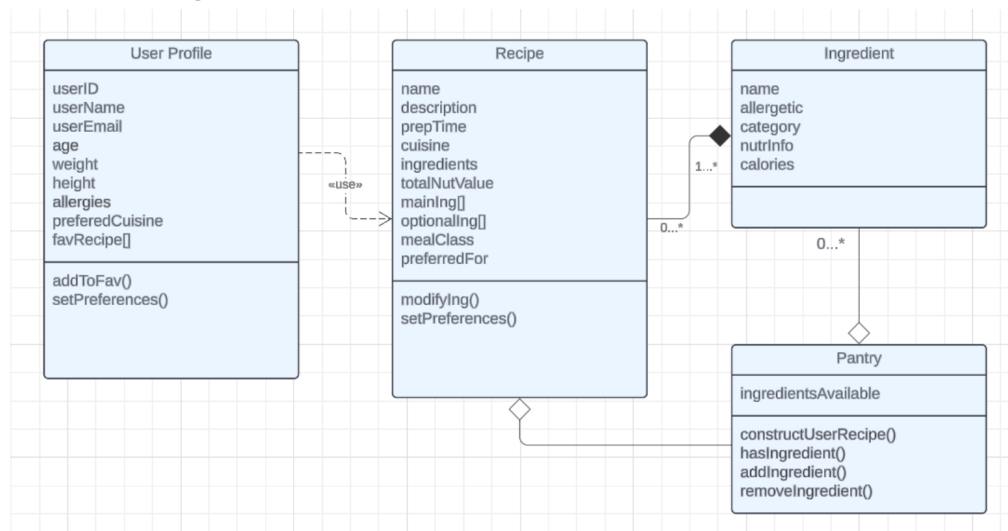 User Profile
userID
userName
userEmail
age
weight
height
allergies
preferedCuisine
favRecipe[]
addToFav()
setPreferences()
«use»
Recipe
name
description
prepTime
cuisine
ingredients
totalNutValue
mainIng[]
optionalIng[]
mealClass
preferredFor
modifyIng()
setPreferences()
1...*
0...*
Ingredient
name
allergetic
category
nutrInfo
calories
0...*
Pantry
ingredientsAvailable
constructUserRecipe()
hasIngredient()
addIngredient()
removeIngredient()